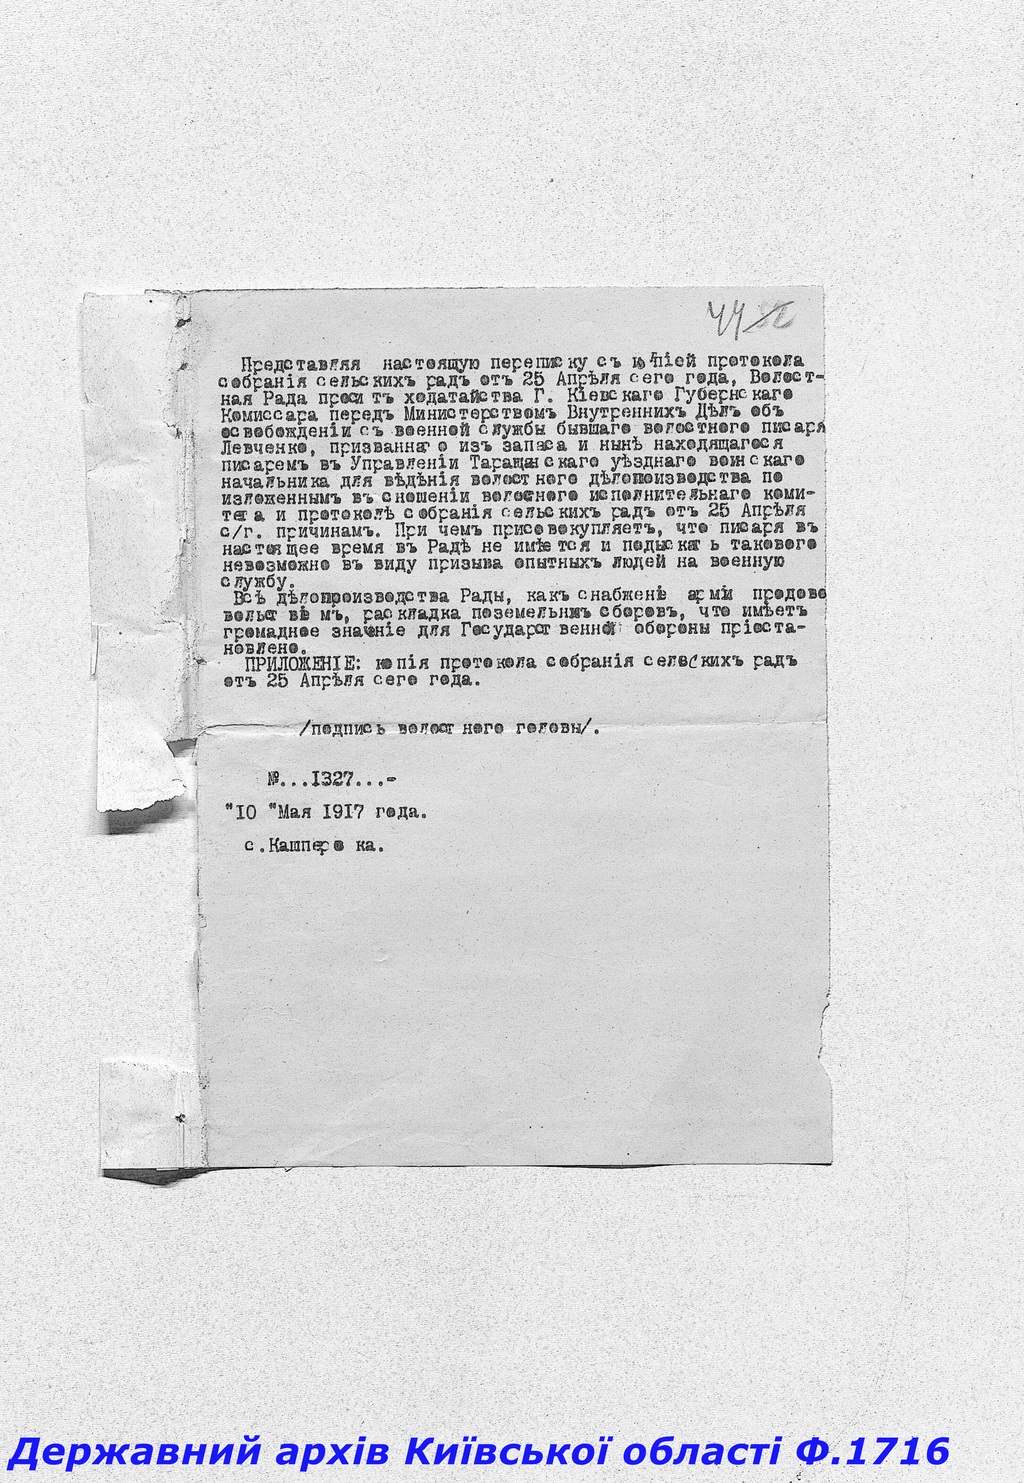 44
Представляя настоящую переписку съ копіей протокола
собранія сельскихъ радъ отъ 25 Апрѣля сего года, Волост-
ная Рада проситъ ходатайства Г. Кіевскаго Губернскаго
Комиссара передъ Министерствомъ Внутреннихъ Дѣлъ объ
освобожденіи съ военной службы бывшаго волостного писаря
Левченко, призваннаго изъ запаса и нынѣ находящагося
писаремъ въ Управленіи Таращанскаго уѣзднаго воинскаго
начальника для вѣдѣнія волостного дѣлопроизводства по
изложеннымъ въ сношеніи волосного исполнительнаго коми-
тета и протоколѣ собранія сельскихъ радъ отъ 25 Апрѣля
с/г. причинамъ. При чемъ присовокупляетъ, что писаря въ
настоящее время въ Радѣ не имѣется и подыскать такового
невозможно въ виду призыва опытныхъ людей на военную
службу.
Всѣ дѣлопроизводства Рады, какъ снабженіе арміи продово
вольствіемъ, раскладка поземельныхъ сборовъ, что имѣетъ
громадное значеніе для Государственной обороны пріоста-
новлено.
ПРИЛОЖЕНІЕ: копія протокола собранія селъскихъ радъ
отъ 25 Апрѣля сего года.
/подпись волостного головы/.
№...1327...-
"10 "Мая 1917 года.
с.Кашперовка.
Державний архів Київської області Ф.1716